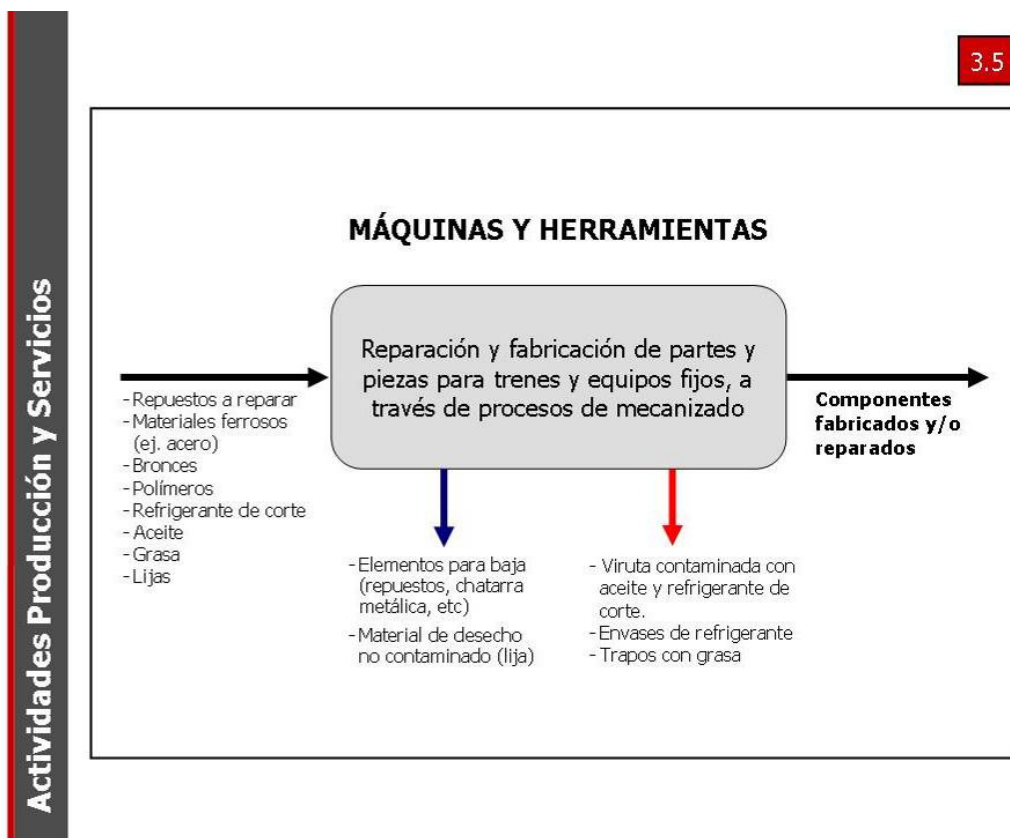 3.5
Actividades Producción y Servicios
MÁQUINAS Y HERRAMIENTAS
Reparación y fabricación de partes y
piezas para trenes y equipos fijos, a
través de procesos de mecanizado
- Repuestos a reparar
- Materiales ferrosos
(ej. acero)
- Bronces
- Polímeros
- Refrigerante de corte
- Aceite
- Grasa
- Lijas
Componentes
fabricados y/o
reparados
- Elementos para baja
(repuestos, chatarra
metálica, etc)
- Material de desecho
no contaminado (lija)
- Viruta contaminada con
aceite y refrigerante de
corte.
- Envases de refrigerante
- Trapos con grasa